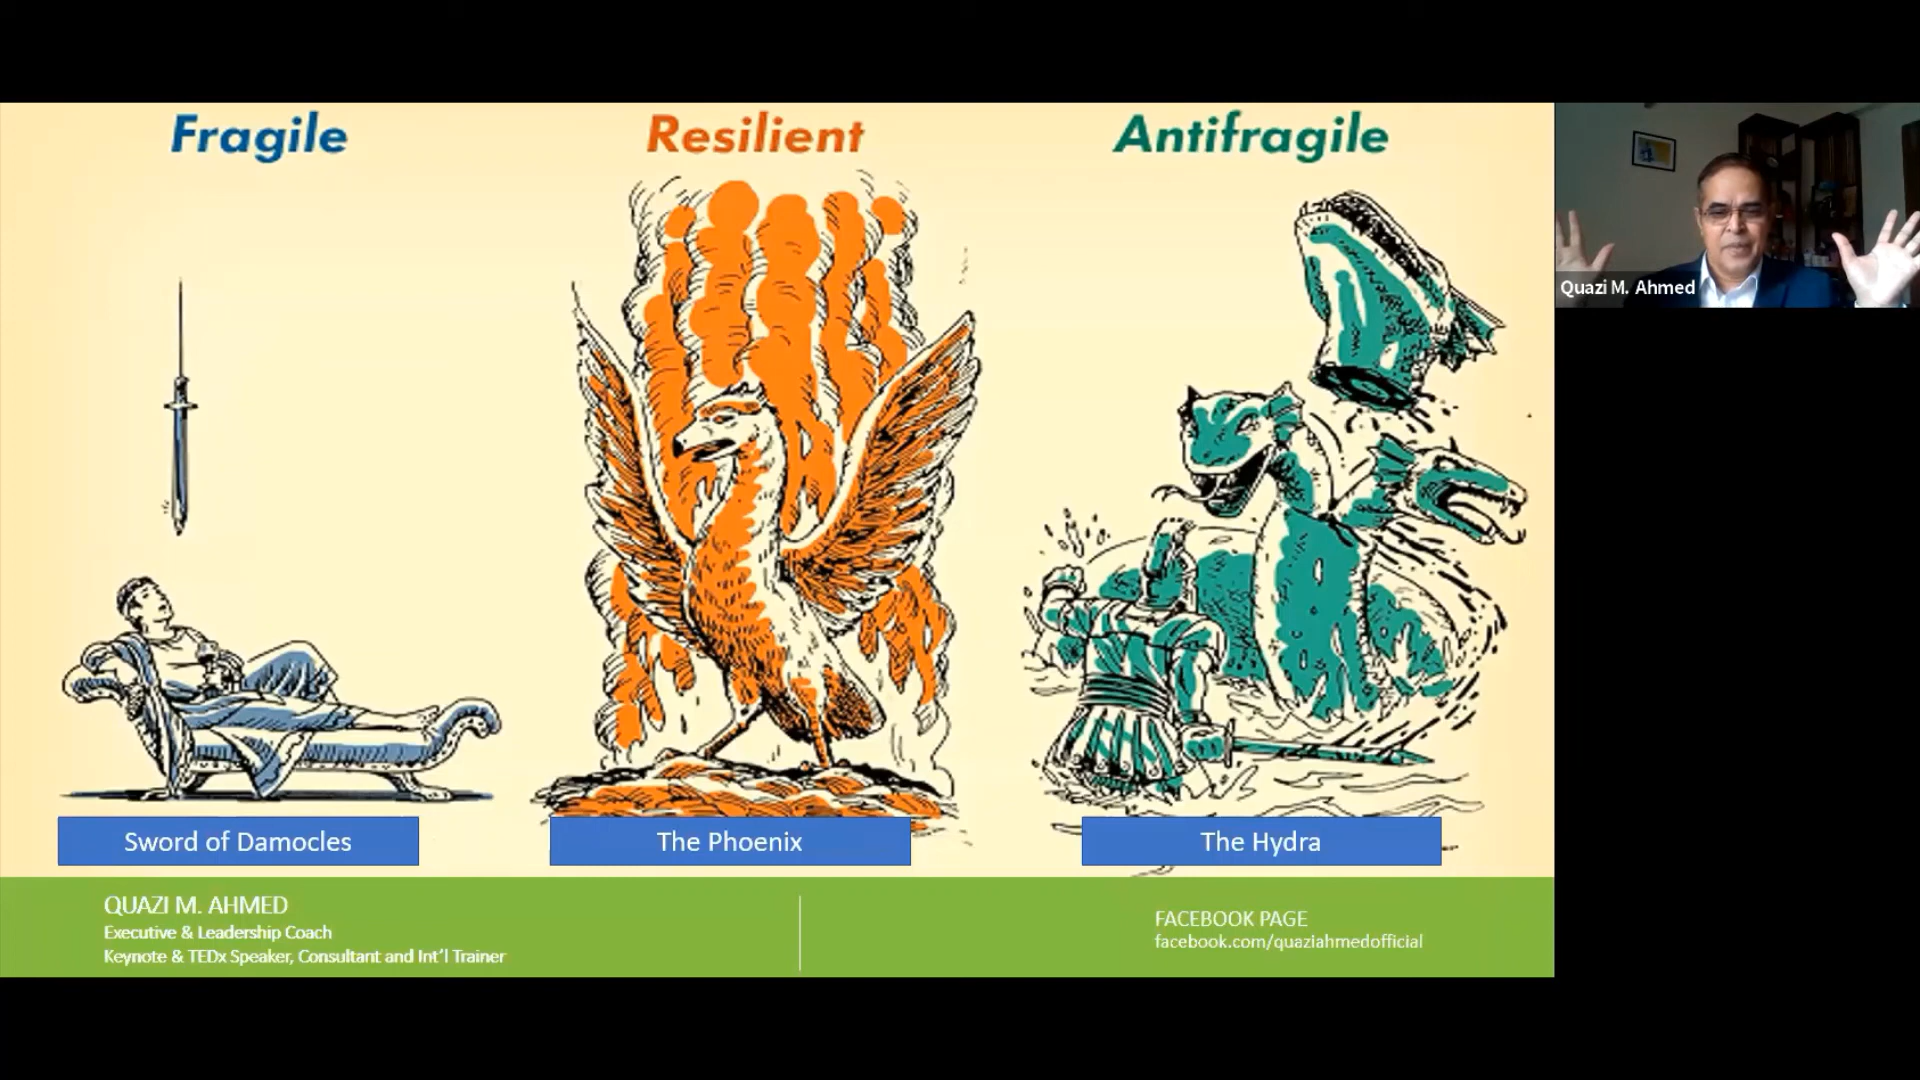 Fragile
Resilient
Antifragile
Quazi M. Ahmed
Sword of Damocles
The Phoenix
The Hydra
QUAZI M. AHMED
Executive & Leadership Coach
Keynote & TEDx Speaker, Consultant and Int'l Trainer
FACEBOOK PAGE
facebook.com/quaziahmedofficial